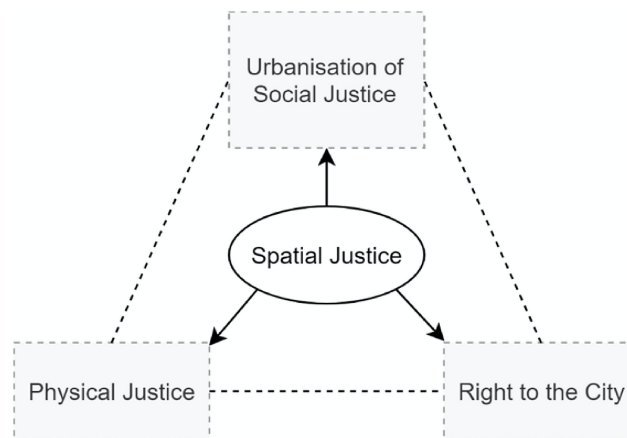 Urbanisation of
Social Justice
Spatial Justice
Physical Justice
Right to the City